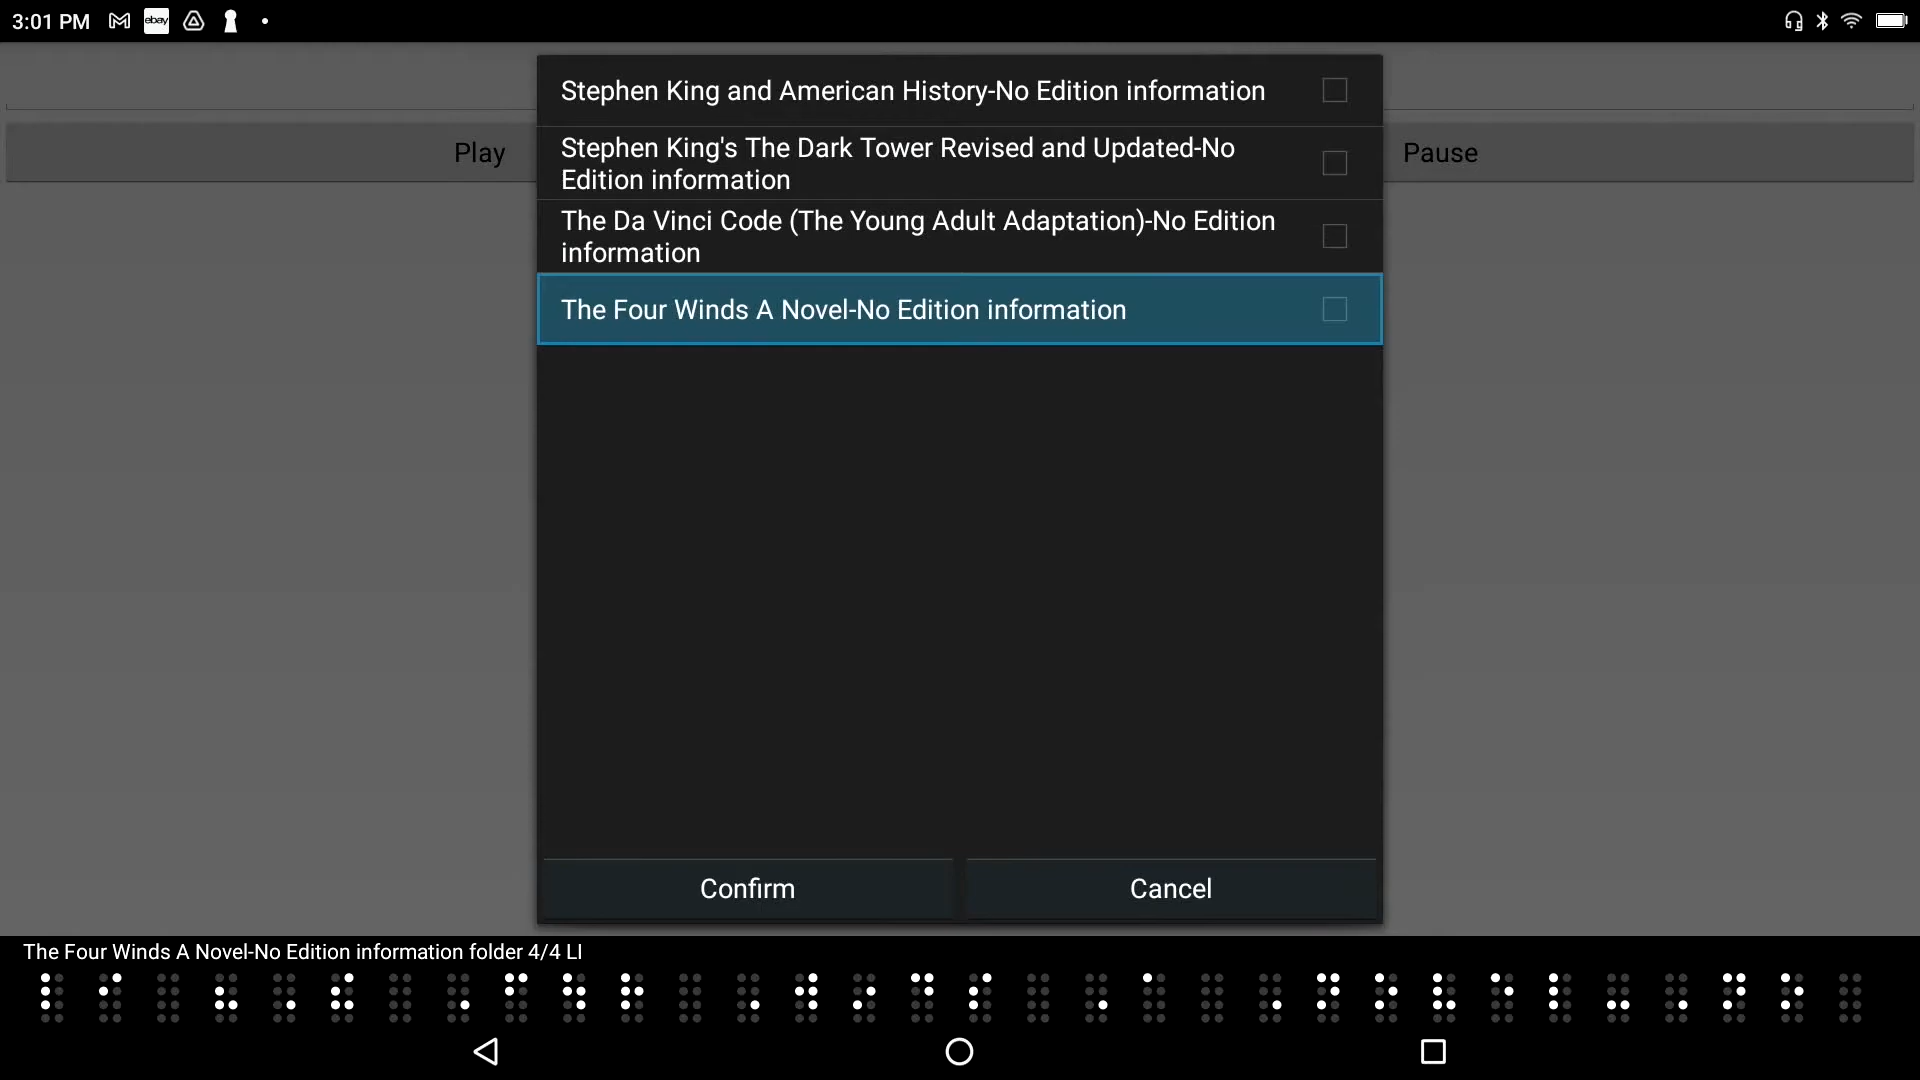 3:01 PM
ebay
Stephen King and American History-No Edition information
Play
Stephen King's The Dark Tower Revised and Updated-No
Edition information
Pause
The Da Vinci Code (The Young Adult Adaptation)-No Edition
information
The Four Winds A Novel-No Edition information
Confirm
Cancel
The Four Winds A Novel-No Edition information folder 4/4 LI